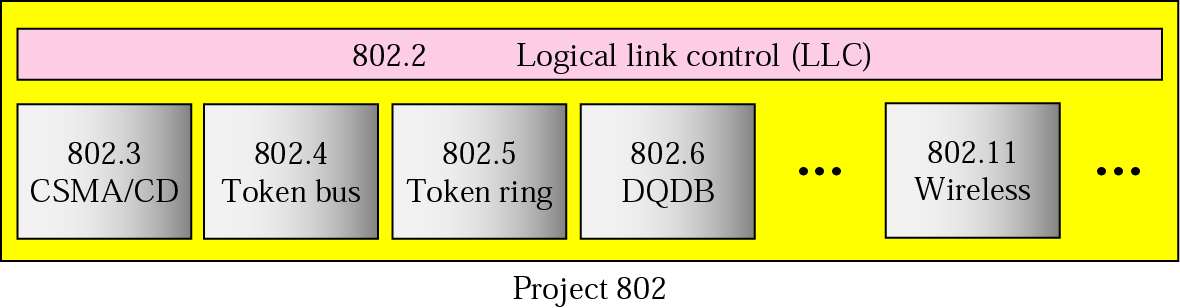 802.2 Logical link control (LLC)
802.3
CSMA/CD
802.4
Token bus
802.5
Token ring
802.6
DQDB
...
802.11
Wireless
...
Project 802